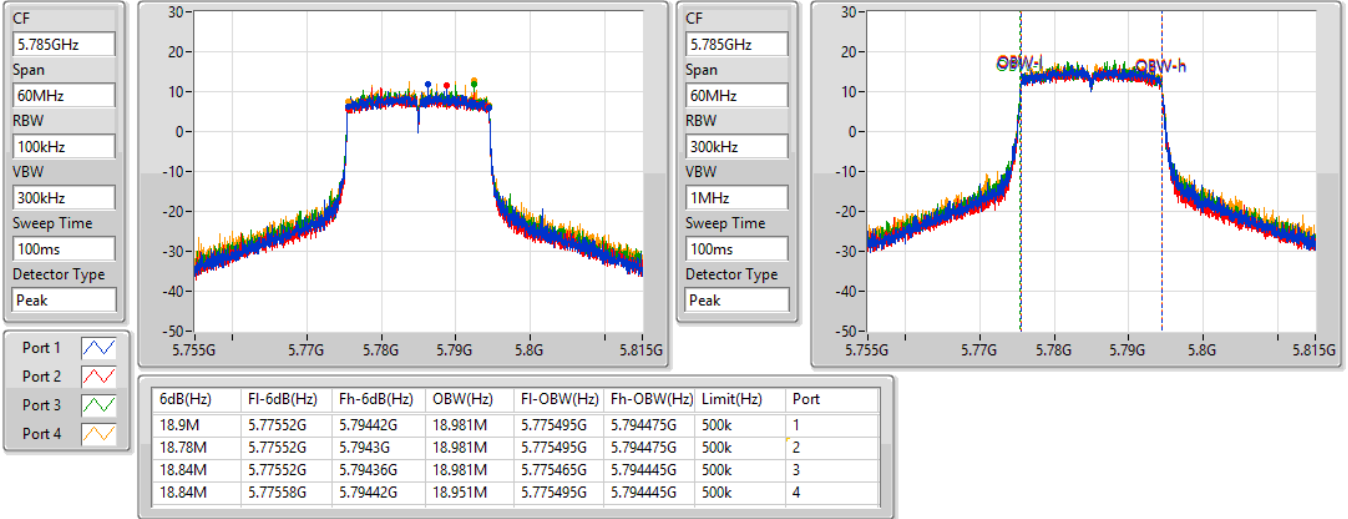 CF
5.785GHz
Span
60MHz
RBW
100kHz
VBW
300kHz
Sweep Time
100ms
Detector Type
Peak
30
20
10
0
-10
-20
-30
-40
-50
5.755G 5.77G 5.78G 5.79G 5.8G 5.815G
CF
5.785GHz
Span
60MHz
RBW
300kHz
VBW
1MHz
Sweep Time
100ms
Detector Type
Peak
30
20
10
0
-10
-20
-30
-40
-50
OBW-l OBW-h
5.755G 5.77G 5.78G 5.79G 5.8G 5.815G
Port 1
Port 2
Port 3
Port 4
6dB(Hz) Fl-6dB(Hz) Fh-6dB(Hz) OBW(Hz) Fl-OBW(Hz) Fh-OBW(Hz) Limit(Hz) Port
18.9M 5.77552G 5.79442G 18.981M 5.775495G 5.794475G 500k 1
18.78M 5.77552G 5.7943G 18.981M 5.775495G 5.794475G 500k 2
18.84M 5.77552G 5.79436G 18.981M 5.775465G 5.794445G 500k 3
18.84M 5.77558G 5.79442G 18.951M 5.775495G 5.794445G 500k 4